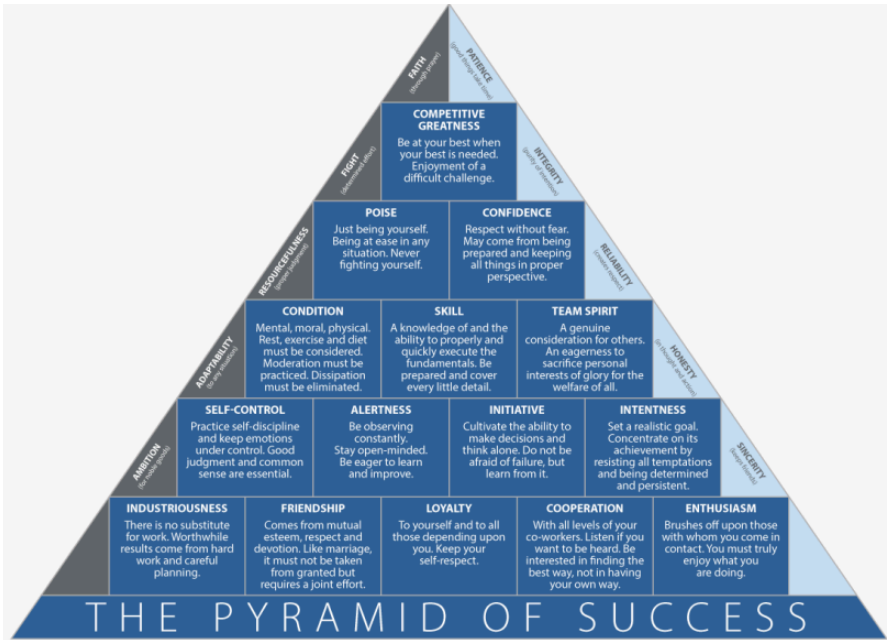 FAITH
(through prayer)
PATIENCE
(good things take time)
COMPETITIVE
GREATNESS
Be at your best when
your best is needed.
Enjoyment of a
difficult challenge.
FIGHT
(determined effort)
INTEGRITY
(purity of intention)
POISE
Just being yourself.
Being at ease in any
situation. Never
fighting yourself.
CONFIDENCE
Respect without fear.
May come from being
prepared and keeping
all things in proper
perspective.
RESOURCEFULNESS
(proper judgment)
RELIABILITY
(creates respect)
CONDITION
Mental, moral, physical.
Rest, exercise and diet
must be considered.
Moderation must be
practiced. Dissipation
must be eliminated.
SKILL
A knowledge of and the
ability to properly and
quickly execute the
fundamentals. Be
prepared and cover
every little detail.
TEAM SPIRIT
A genuine
consideration for others.
An eagerness to
sacrifice personal
interests of glory for the
welfare of all.
ADAPTABILITY
(to any situation)
HONESTY
(in thought and action)
SELF-CONTROL
Practice self-discipline
and keep emotions
under control. Good
judgment and common
sense are essential.
ALERTNESS
Be observing
constantly.
Stay open-minded.
Be eager to learn
and improve.
INITIATIVE
Cultivate the ability to
make decisions and
think alone. Do not be
afraid of failure, but
learn from it.
INTENTNESS
Set a realistic goal.
Concentrate on its
achievement by
resisting all temptations
and being determined
and persistent.
AMBITION
(for noble goals)
SINCERITY
(keeps friends)
INDUSTRIOUSNESS
There is no substitute
for work. Worthwhile
results come from hard
work and careful
planning.
FRIENDSHIP
Comes from mutual
esteem, respect and
devotion. Like marriage,
it must not be taken
from granted but
requires a joint effort.
LOYALTY
To yourself and to all
those depending upon
you. Keep your
self-respect.
COOPERATION
With all levels of your
co-workers. Listen if you
want to be heard. Be
interested in finding the
best way, not in having
your own way.
ENTHUSIASM
Brushes off upon those
with whom you come in
contact. You must truly
enjoy what you
are doing.
THE PYRAMID OF SUCCESS